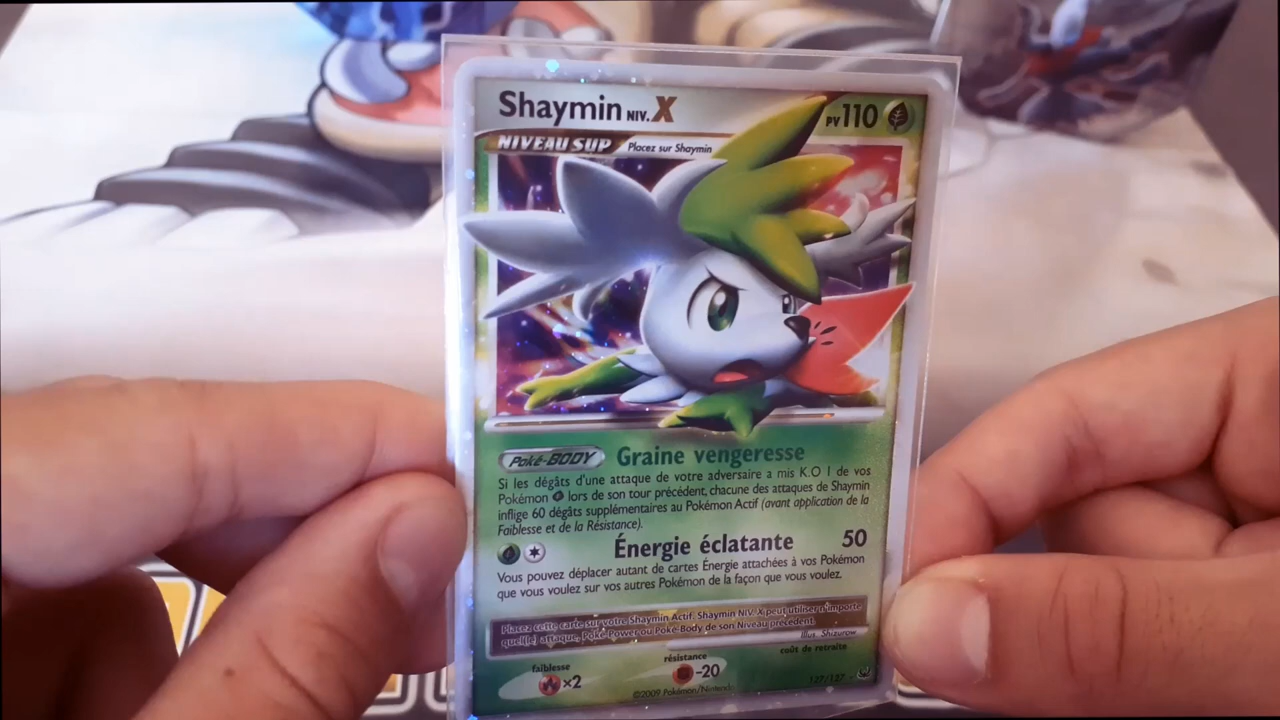 Shaymin NIV.X
PV 110
NIVEAU SUP Placez sur Shaymin
Poké-BODY Graine vengeresse
Si les dégâts d'une attaque de votre adversaire a mis K.O 1 de vos
Pokémon lors de son tour précédent, chacune des attaques de Shaymin
inflige 60 dégâts supplémentaires au Pokémon Actif (avant application de la
Faiblesse et de la Résistance).
Énergie éclatante 50
Vous pouvez déplacer autant de cartes Énergie attachées à vos Pokémon
que vous voulez sur vos autres Pokémon de la façon que vous voulez.
Placez cette carte sur votre Shaymin Actif. Shaymin NIV.X peut utiliser n'importe
quel(le) attaque, Poké-Power ou Poké-Body de son Niveau précédent.
Illus. Shizurow
faiblesse
×2
résistance
-20
coût de retraite
©2009 Pokémon/Nintendo
127/127